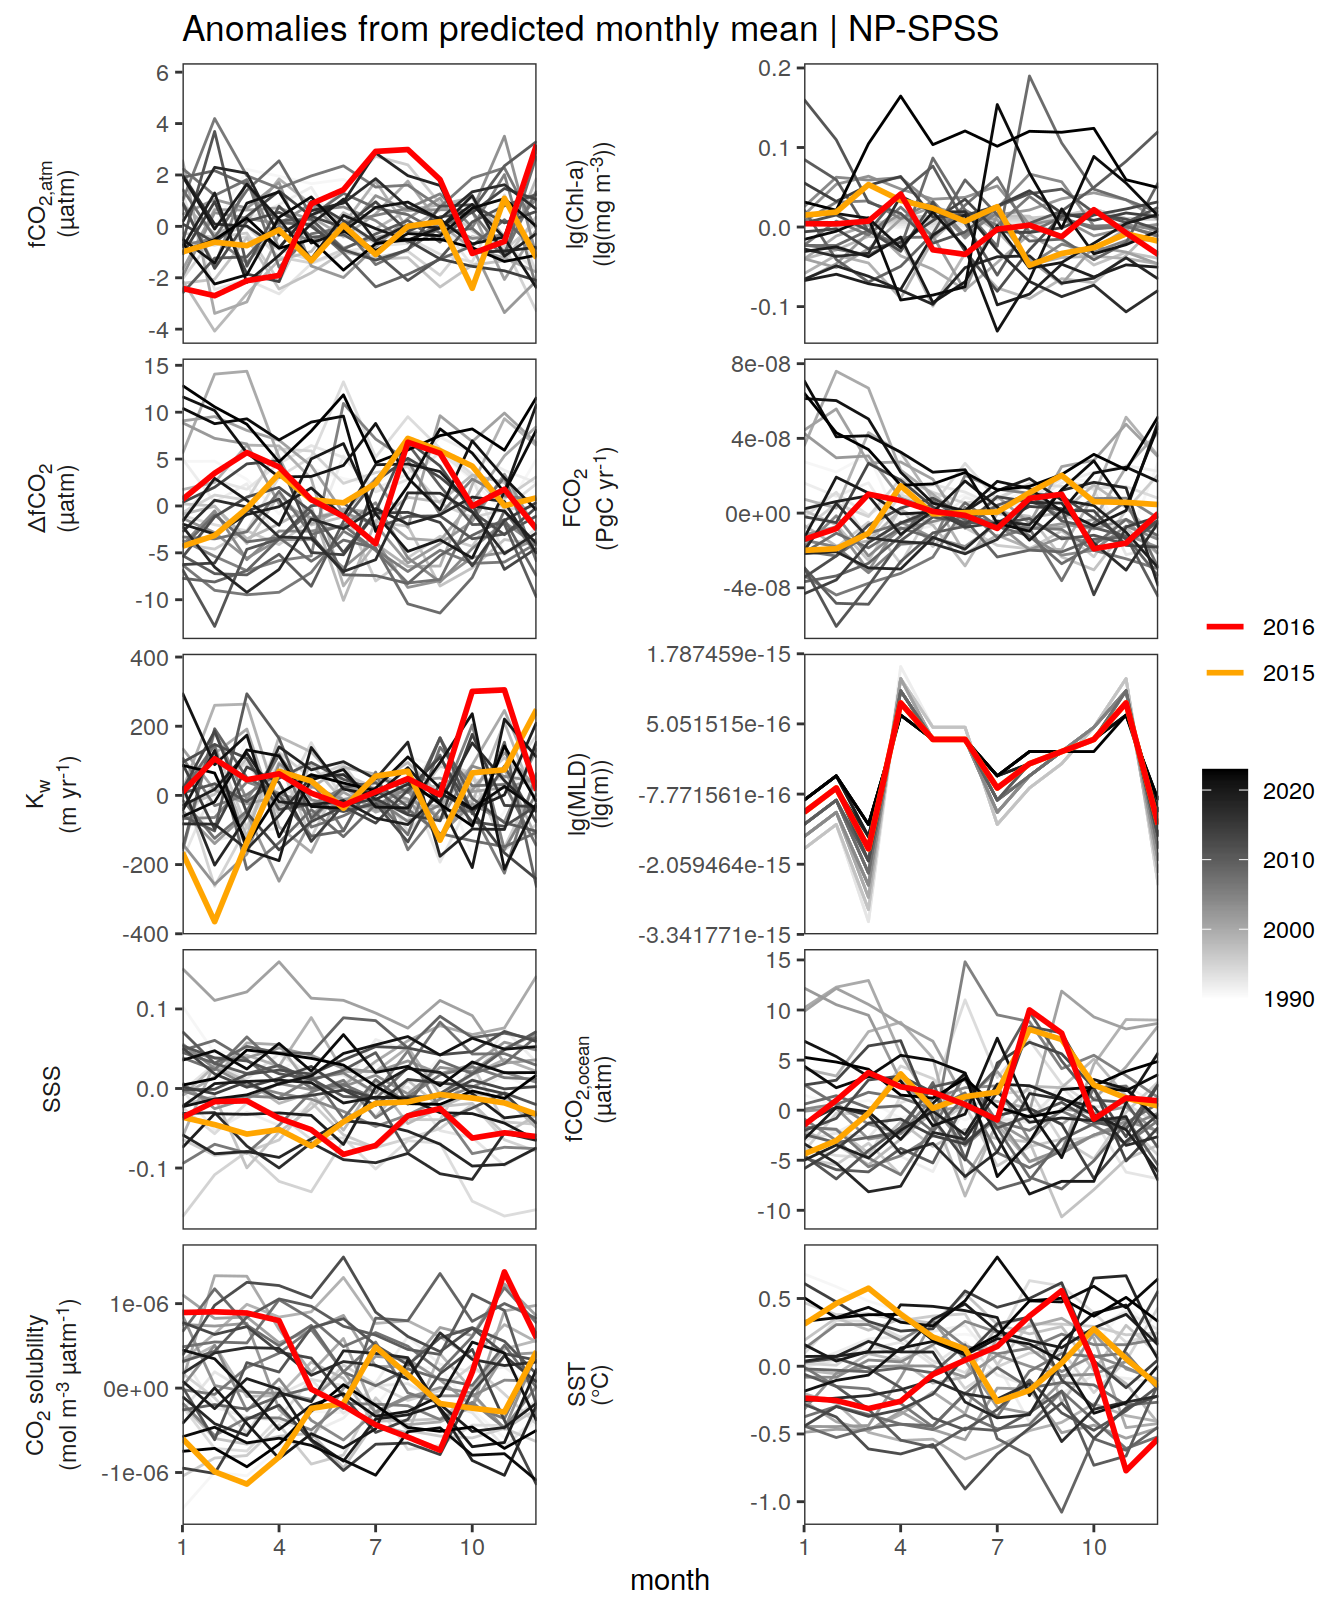 Anomalies from predicted monthly mean | NP-SPSS
fCO2,atm
(µatm)
6
4
2
0
-2
-4
lg(Chl-a)
(lg(mg m-3))
0.2
0.1
0.0
-0.1
ΔfCO2
(µatm)
15
10
5
0
-5
-10
FCO2
(PgC yr-1)
8e-08
4e-08
0e+00
-4e-08
Kw
(m yr-1)
400
200
0
-200
-400
lg(MLD)
(lg(m))
1.787459e-15
5.051515e-16
-7.771561e-16
-2.059464e-15
-3.341771e-15
SSS
0.1
0.0
-0.1
fCO2,ocean
(µatm)
15
10
5
0
-5
-10
CO2 solubility
(mol m-3 µatm-1)
1e-06
0e+00
-1e-06
SST
(°C)
0.5
0.0
-0.5
-1.0
1 4 7 10
1 4 7 10
month
2016
2015
2020
2010
2000
1990